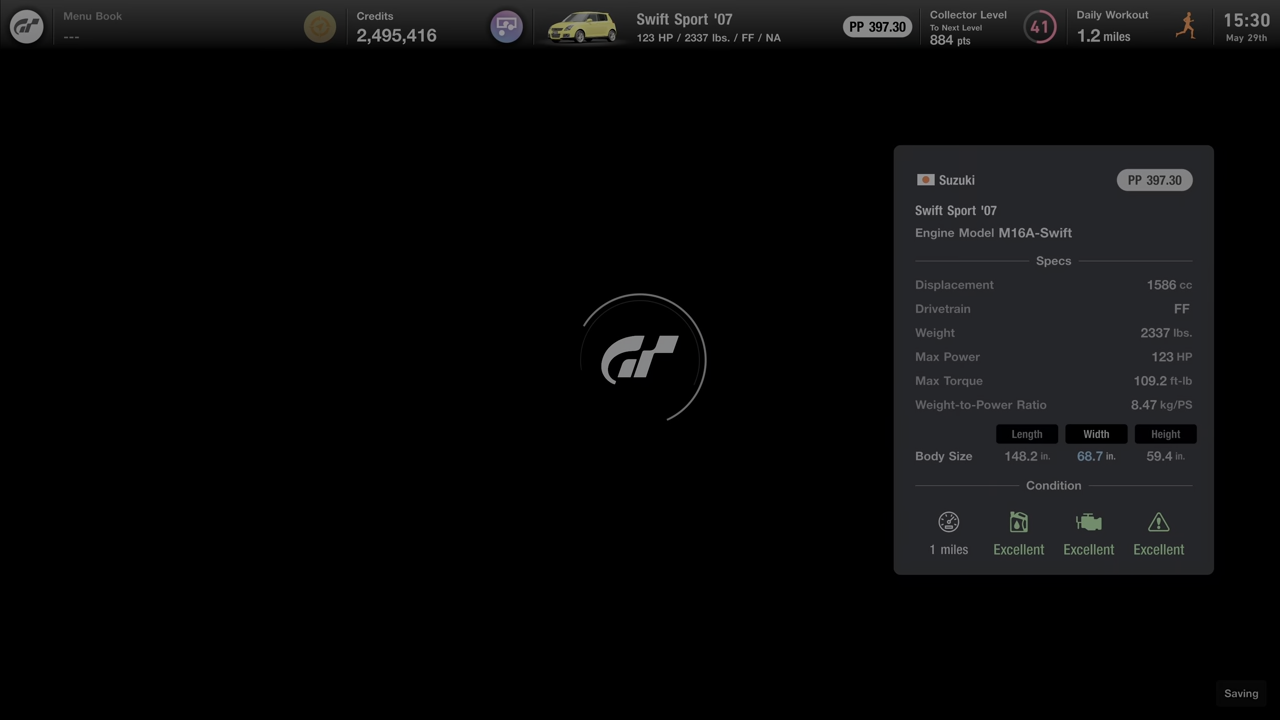 Menu Book
---
Credits
2,495,416
Swift Sport '07
123 HP / 2337 lbs. / FF / NA
PP 397.30
Collector Level
To Next Level
884 pts
41
Daily Workout
1.2 miles
15:30
May 29th
Suzuki
PP 397.30
Swift Sport '07
Engine Model M16A-Swift
Specs
Displacement 1586 cc
Drivetrain FF
Weight 2337 lbs.
Max Power 123 HP
Max Torque 109.2 ft-lb
Weight-to-Power Ratio 8.47 kg/PS
Length Width Height
Body Size 148.2 in. 68.7 in. 59.4 in.
Condition
1 miles Excellent Excellent Excellent
Saving